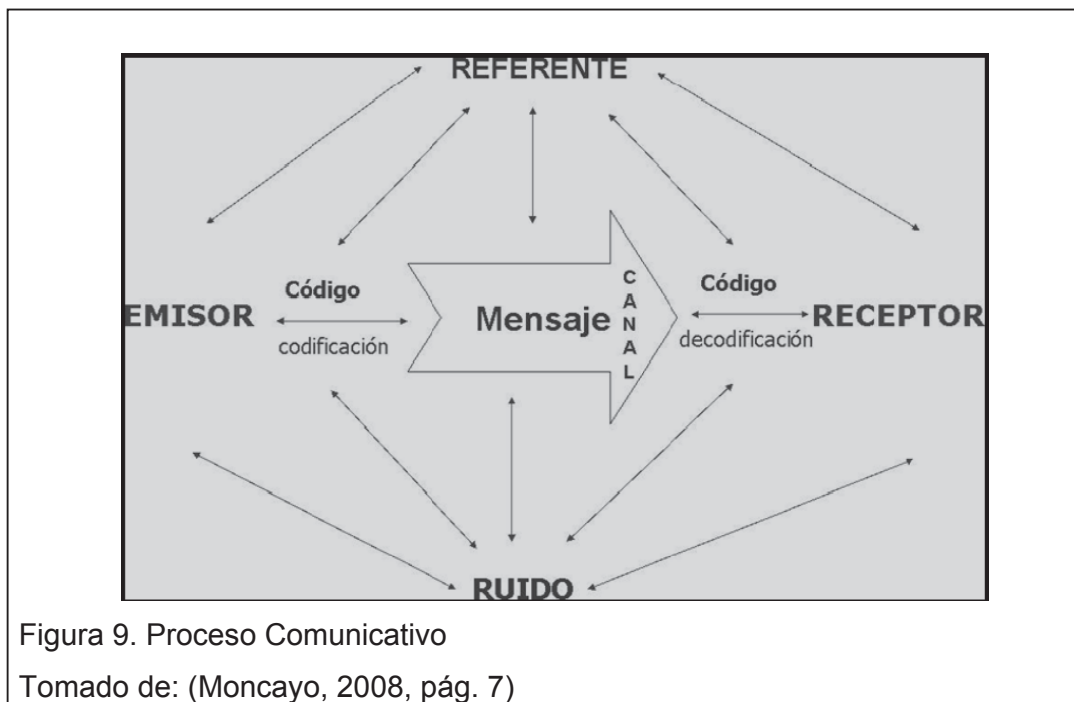 REFERENTE
Código
Código
EMISOR
Mensaje
CANAL
RECEPTOR
codificación
decodificación
RUIDO
Figura 9. Proceso Comunicativo
Tomado de: (Moncayo, 2008, pág. 7)